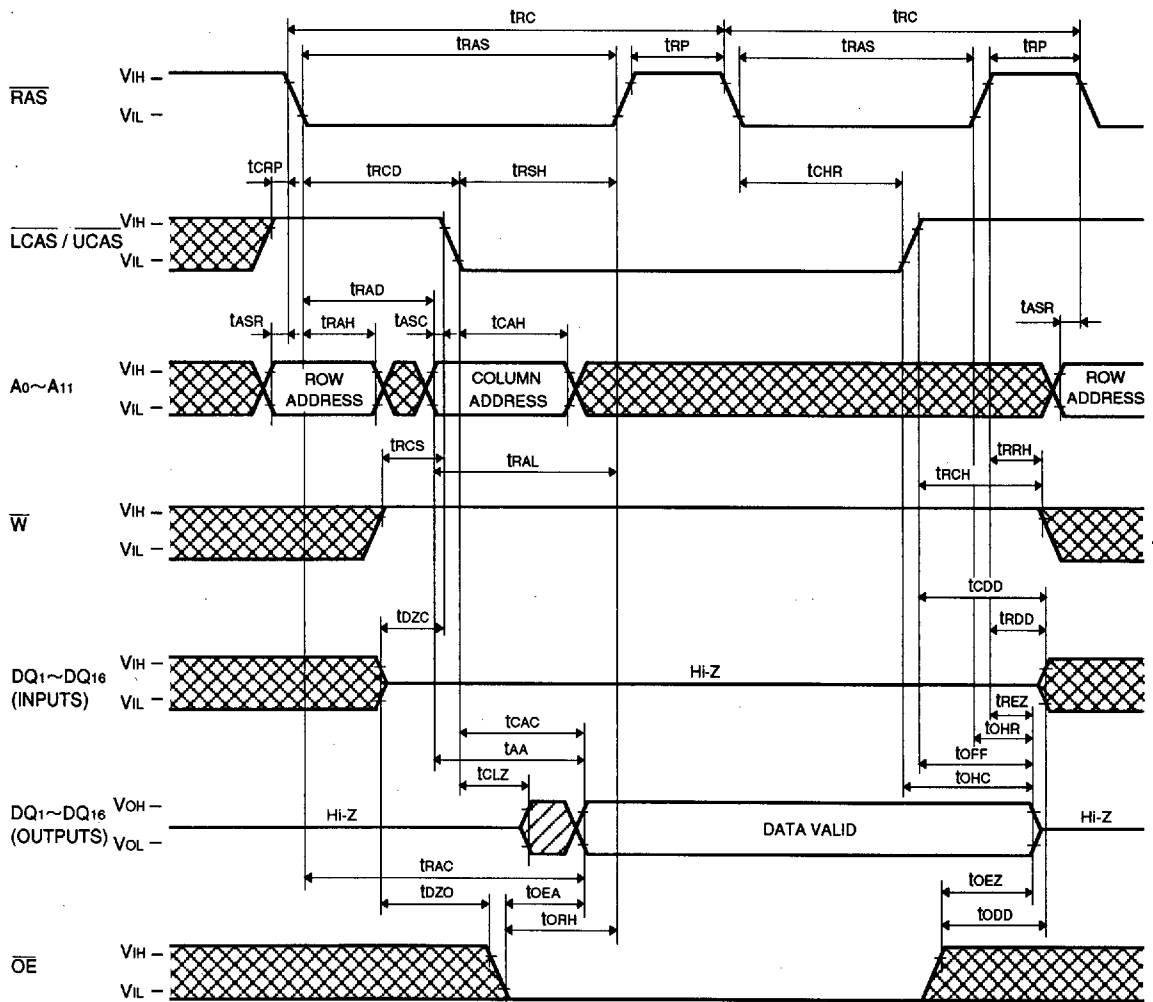 tRC tRC
tRAS tRP tRAS tRP
RAS VIH
VIL
tCRP tRCD tRSH tCHR
LCAS / UCAS VIH
VIL
tRAD
tASR tRAH tASC tCAH tASR
A0~A11 VIH
VIL
ROW ADDRESS
COLUMN ADDRESS
ROW ADDRESS
tRCS tRAL tRRH
tRCH
W VIH
VIL
tCDD
tDZC tRDD
DQ1~DQ16 (INPUTS) VIH
VIL
Hi-Z
tREZ
tCAC tOHR
tAA tOFF
tCLZ tOHC
DQ1~DQ16 (OUTPUTS) VOH
VOL
Hi-Z DATA VALID Hi-Z
tRAC
tDZO tOEA tOEZ
tORH tODD
OE VIH
VIL